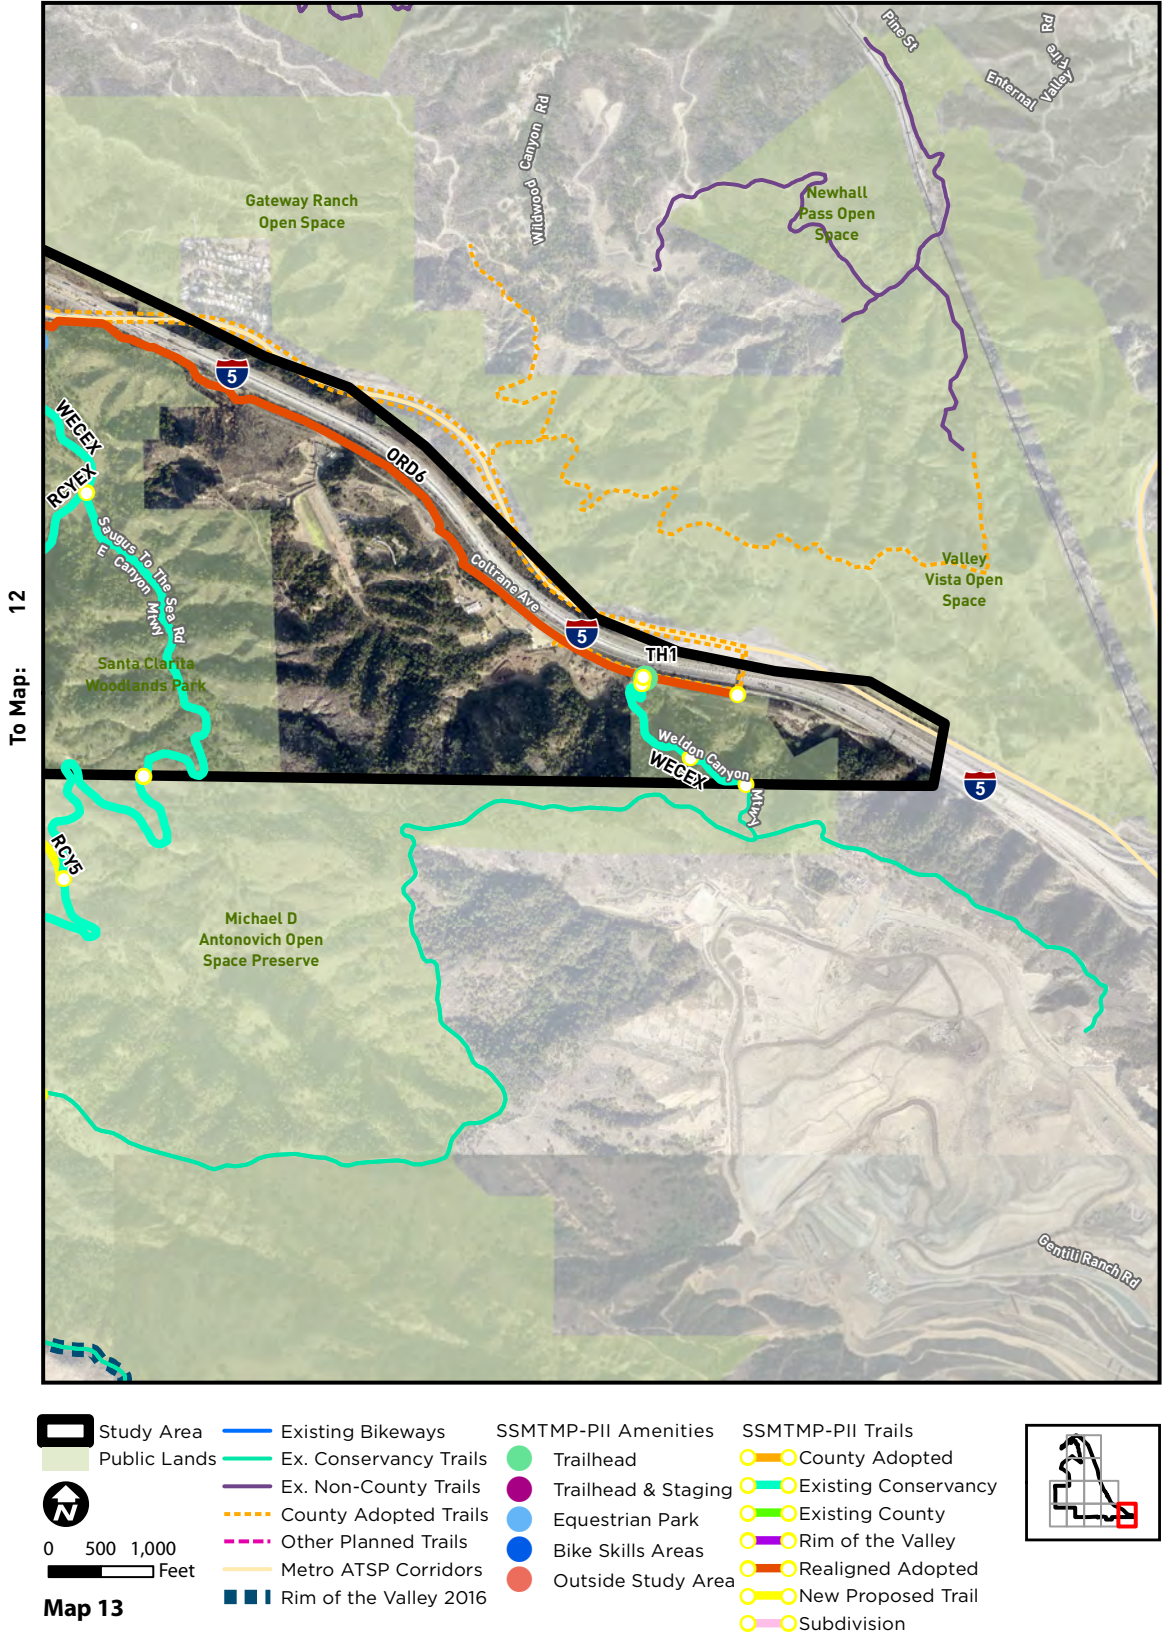 Pine St
Rd
Valley Kire
Enternal
Wildwood Canyon Rd
Gateway Ranch
Open Space
Newhall
Pass Open
Space
5
WECEX
RCYEX
ORD6
Saugus To The Sea Rd
E Canyon Mtwy
Coltrane Ave
Valley
Vista Open
Space
5
TH1
Santa Clarita
Woodlands Park
Weldon Canyon
Mtwy
WECEX
5
RCY5
Michael D
Antonovich Open
Space Preserve
Gentili Ranch Rd
To Map: 12
Study Area
Public Lands
N
0 500 1,000
Feet
Map 13
Existing Bikeways
Ex. Conservancy Trails
Ex. Non-County Trails
County Adopted Trails
Other Planned Trails
Metro ATSP Corridors
Rim of the Valley 2016
SSMTMP-PII Amenities
Trailhead
Trailhead & Staging
Equestrian Park
Bike Skills Areas
Outside Study Area
SSMTMP-PII Trails
County Adopted
Existing Conservancy
Existing County
Rim of the Valley
Realigned Adopted
New Proposed Trail
Subdivision